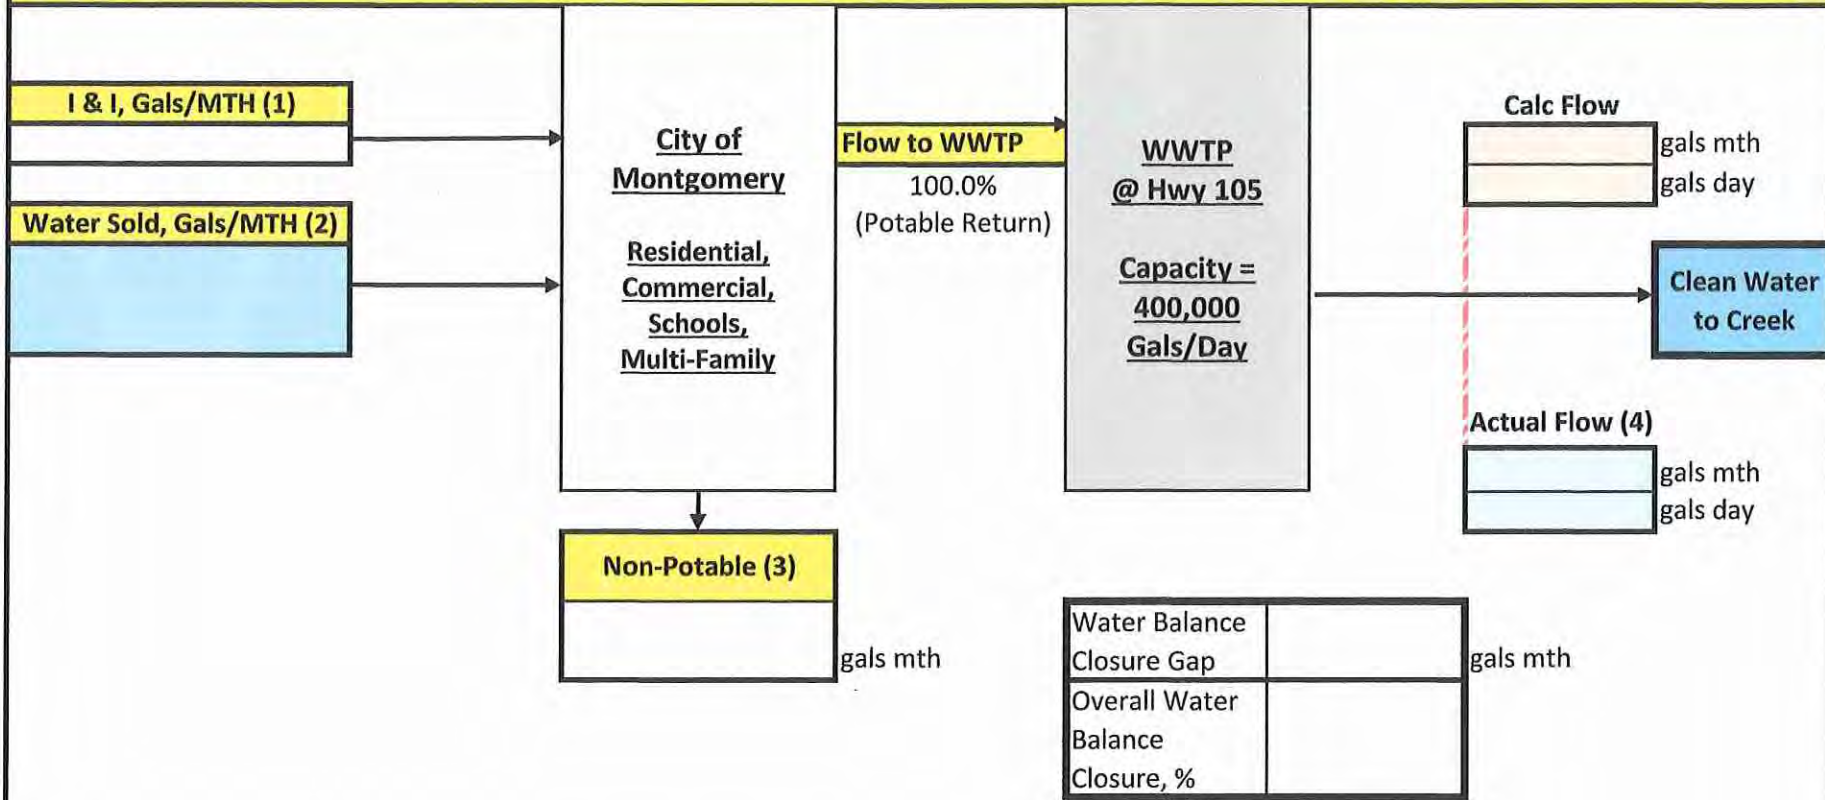 I & I, Gals/MTH (1)
Water Sold, Gals/MTH (2)
City of
Montgomery
Residential,
Commercial,
Schools,
Multi-Family
Flow to WWTP
100.0%
(Potable Return)
WWTP
@ Hwy 105
Capacity =
400,000
Gals/Day
Calc Flow
gals mth
gals day
Clean Water
to Creek
Actual Flow (4)
gals mth
gals day
Non-Potable (3)
gals mth
Water Balance
Closure Gap
gals mth
Overall Water
Balance
Closure, %